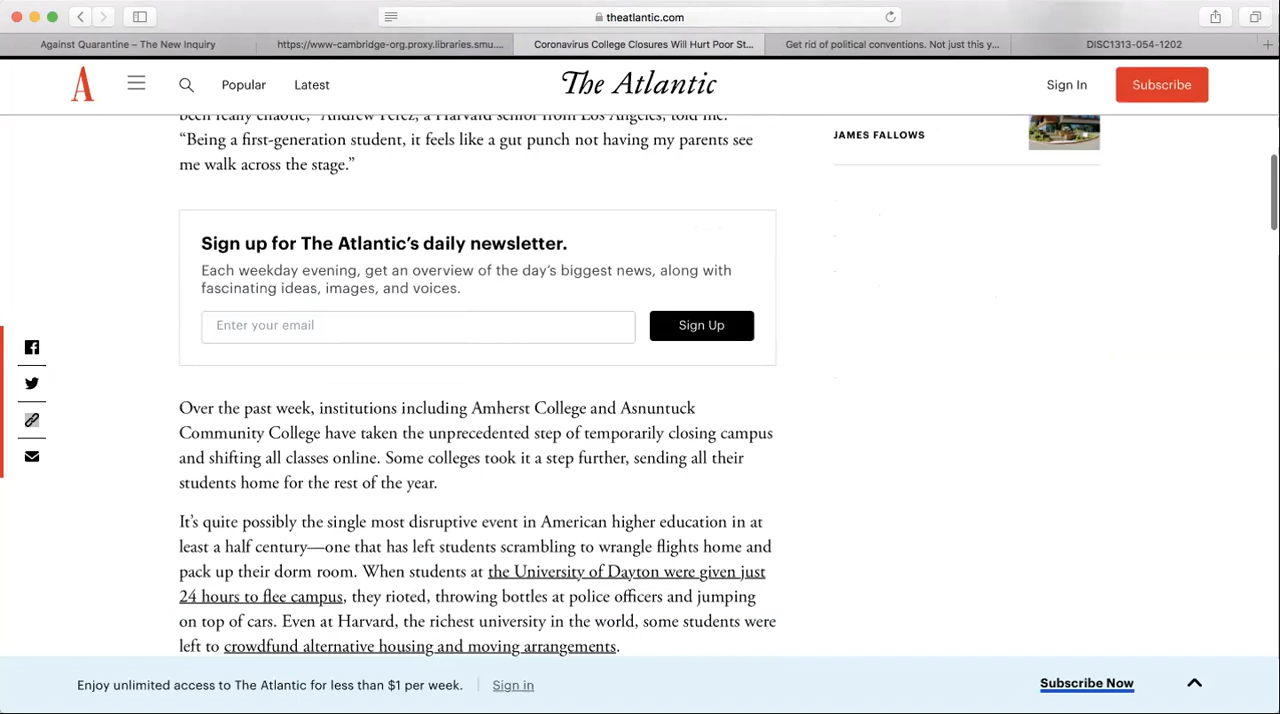 theatlantic.com
Against Quarantine – The New Inquiry
https://www-cambridge-org.proxy.libraries.smu....
Coronavirus College Closures Will Hurt Poor St...
Get rid of political conventions. Not just this y...
DISC1313-054-1202
Popular
Latest
The Atlantic
Sign In
Subscribe
been really chaotic,” Andrew Perez, a Harvard senior from Los Angeles, told me.
“Being a first-generation student, it feels like a gut punch not having my parents see
me walk across the stage.”
JAMES FALLOWS
Sign up for The Atlantic’s daily newsletter.
Each weekday evening, get an overview of the day’s biggest news, along with
fascinating ideas, images, and voices.
Enter your email
Sign Up
Over the past week, institutions including Amherst College and Asnuntuck
Community College have taken the unprecedented step of temporarily closing campus
and shifting all classes online. Some colleges took it a step further, sending all their
students home for the rest of the year.
It’s quite possibly the single most disruptive event in American higher education in at
least a half century—one that has left students scrambling to wrangle flights home and
pack up their dorm room. When students at the University of Dayton were given just
24 hours to flee campus, they rioted, throwing bottles at police officers and jumping
on top of cars. Even at Harvard, the richest university in the world, some students were
left to crowdfund alternative housing and moving arrangements.
Enjoy unlimited access to The Atlantic for less than $1 per week.
Sign in
Subscribe Now